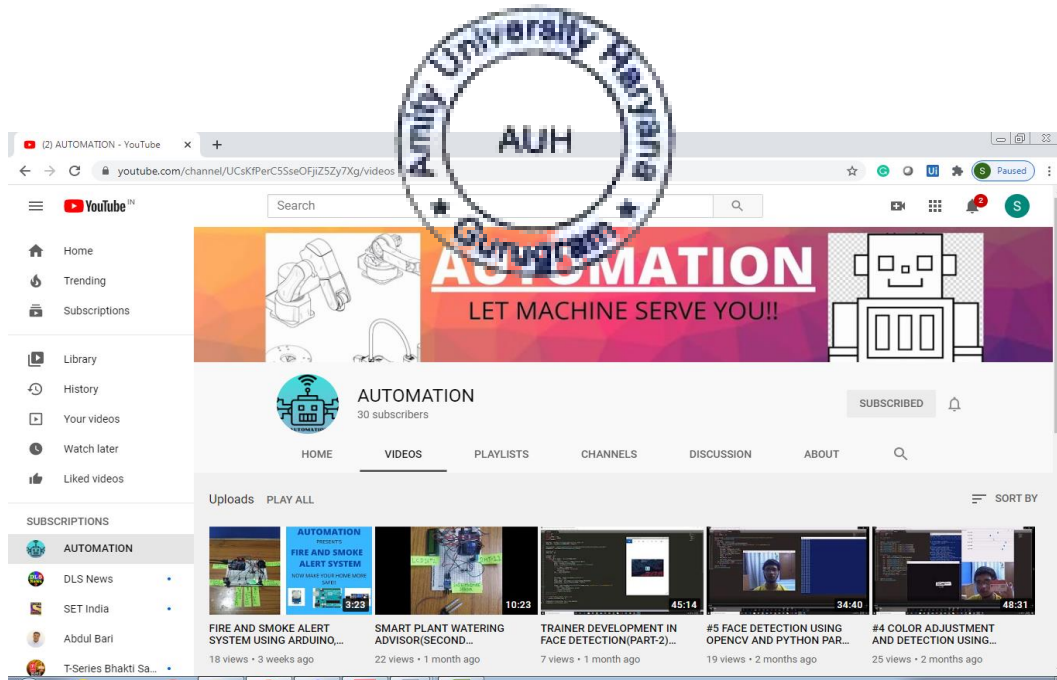 Amity University Haryana
AUH
★ Gurugram ★
(2) AUTOMATION - YouTube
youtube.com/channel/UCsKfPerC5SseOFjiZ5Zy7Xg/videos
Paused
YouTube IN
Search
2
S
Home
Trending
Subscriptions
Library
History
Your videos
Watch later
Liked videos
SUBSCRIPTIONS
AUTOMATION
DLS News
SET India
Abdul Bari
T-Series Bhakti Sa...
AUTOMATION
LET MACHINE SERVE YOU!!
AUTOMATION
30 subscribers
SUBSCRIBED
HOME VIDEOS PLAYLISTS CHANNELS DISCUSSION ABOUT
Uploads PLAY ALL
SORT BY
AUTOMATION
PRESENTS
FIRE AND SMOKE
ALERT SYSTEM
NOW MAKE YOUR HOME MORE
SAFE!!
3:23
10:23
45:14
34:40
48:31
FIRE AND SMOKE ALERT
SYSTEM USING ARDUINO,...
18 views • 3 weeks ago
SMART PLANT WATERING
ADVISOR(SECOND...
22 views • 1 month ago
TRAINER DEVELOPMENT IN
FACE DETECTION(PART-2)...
7 views • 1 month ago
#5 FACE DETECTION USING
OPENCV AND PYTHON PAR...
19 views • 2 months ago
#4 COLOR ADJUSTMENT
AND DETECTION USING...
25 views • 2 months ago